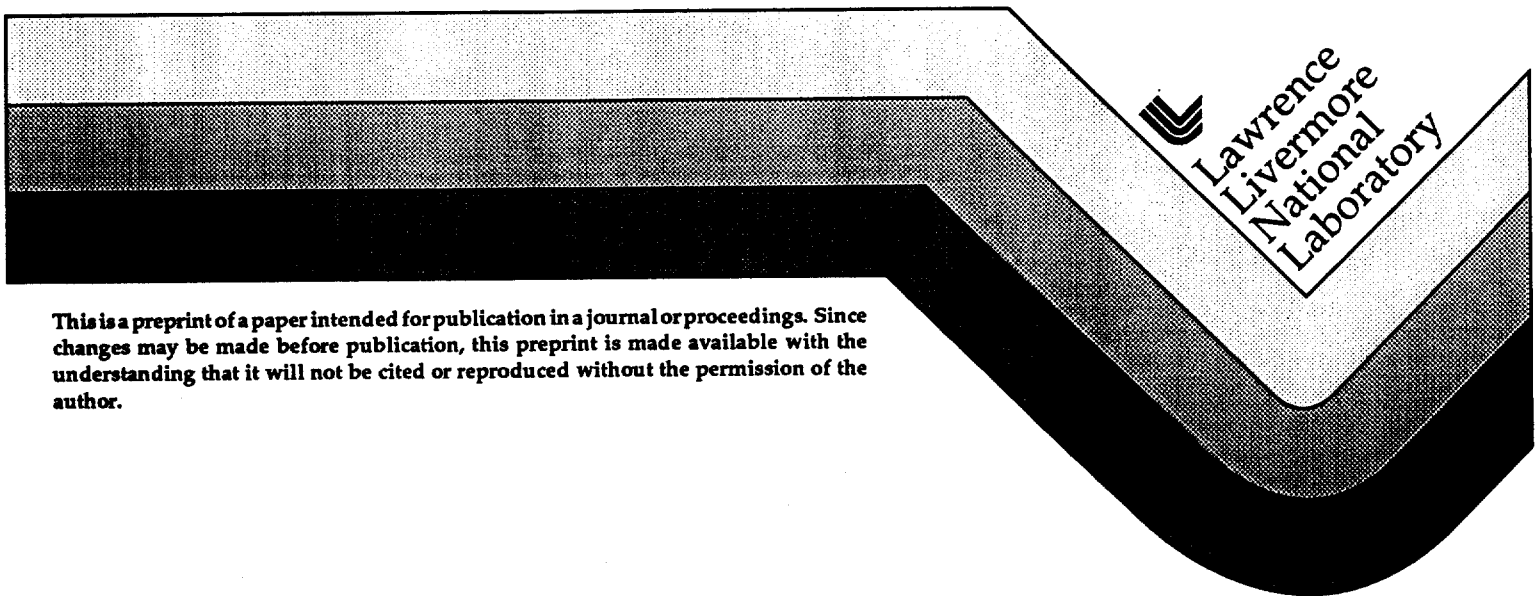 Lawrence
Livermore
National
Laboratory
This is a preprint of a paper intended for publication in a journal or proceedings. Since
changes may be made before publication, this preprint is made available with the
understanding that it will not be cited or reproduced without the permission of the
author.